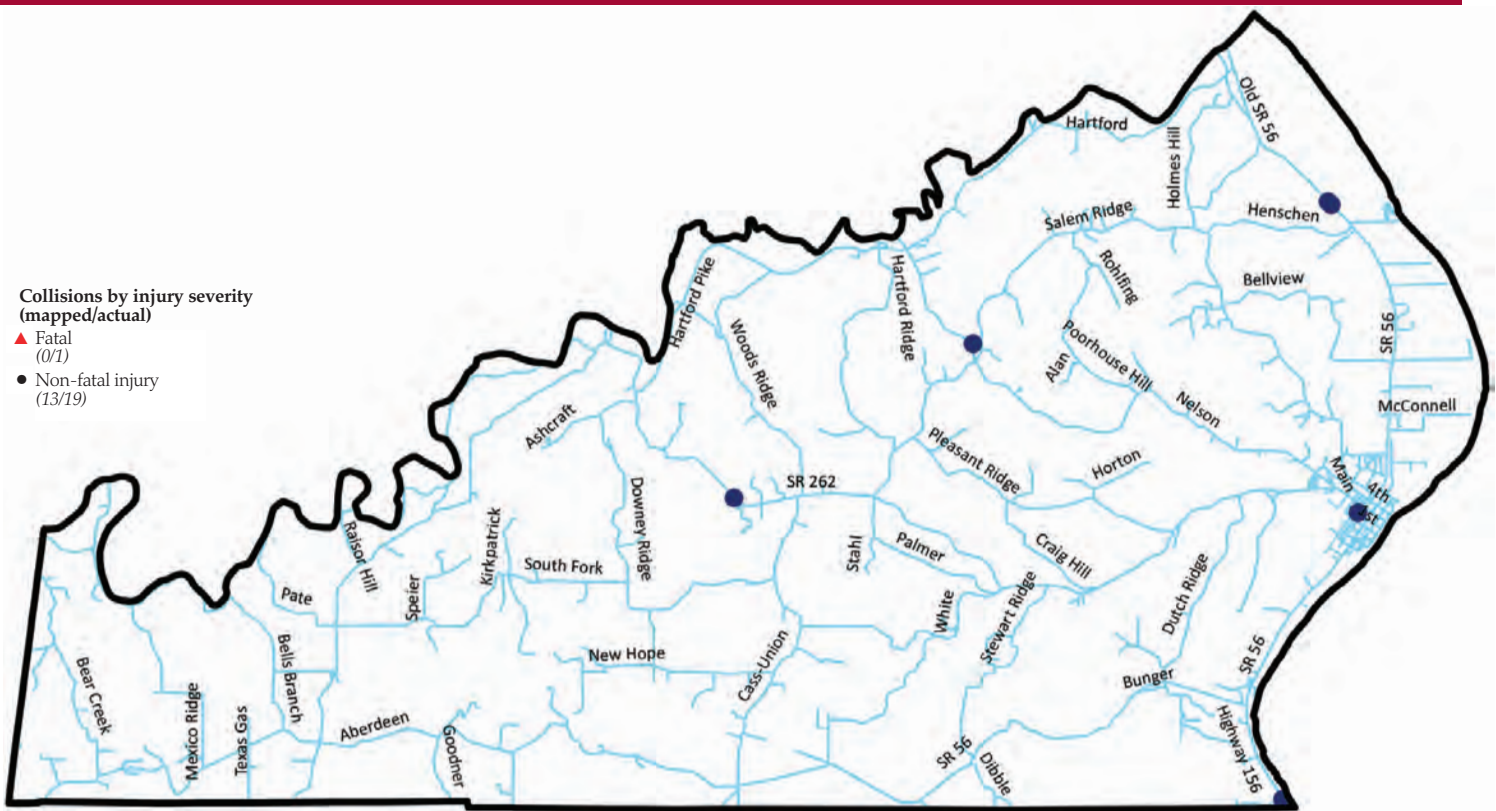 Collisions by injury severity
(mapped/actual)
Fatal
(0/1)
Non-fatal injury
(13/19)
Hartford
Old SR 56
Holmes Hill
Salem Ridge
Henschen
Hartford Pike
Hartford Ridge
Rohlfing
Bellview
Woods Ridge
SR 56
Poorhouse Hill
Alan
Nelson
McConnell
Ashcraft
Pleasant Ridge
Horton
Main
4th
1st
SR 262
Downey Ridge
Raisor Hill
Kirkpatrick
South Fork
Stahl
Palmer
Craig Hill
Dutch Ridge
Pate
Speier
White
Stewart Ridge
Bells Branch
New Hope
Cass-Union
SR 56
Bear Creek
Bunger
Mexico Ridge
Texas Gas
Aberdeen
Goodner
SR 56
Dibble
Highway 156